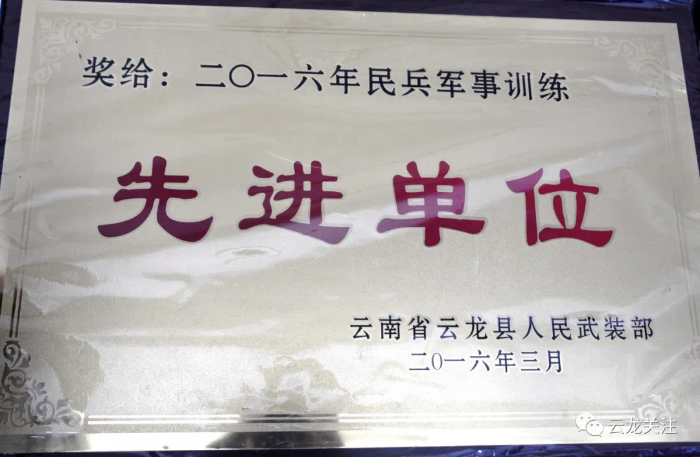 奖给：二〇一六年民兵军事训练
先进单位
云南省云龙县人民武装部
二〇一六年三月
云龙关注